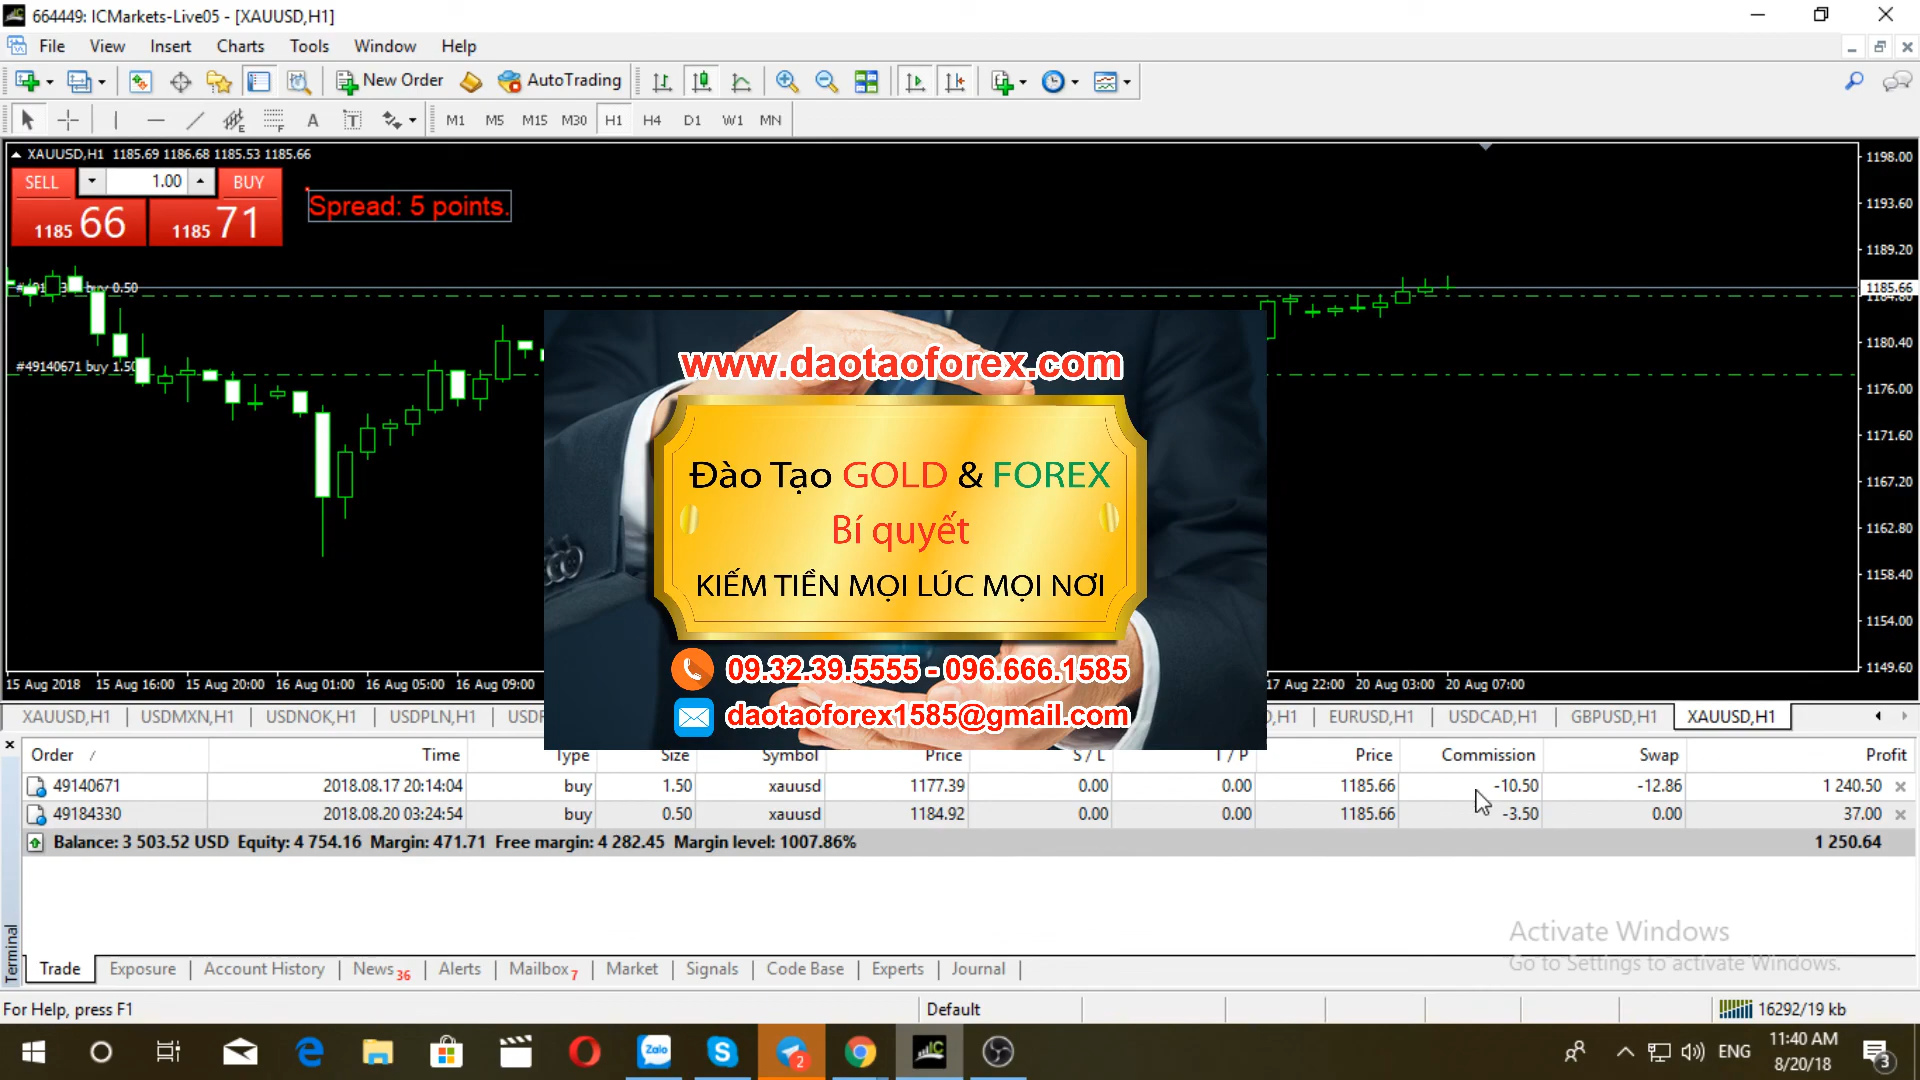 664449: ICMarkets-Live05 - [XAUUSD,H1]
File View Insert Charts Tools Window Help
New Order AutoTrading
M1 M5 M15 M30 H1 H4 D1 W1 MN
XAUUSD,H1 1185.69 1186.68 1185.53 1185.66
SELL 1.00 BUY
1185 66 1185 71
Spread: 5 points.
buy 0.50
#49140671 buy 1.50
1198.00
1193.60
1189.20
1185.66
1180.40
1176.00
1171.60
1167.20
1162.80
1158.40
1154.00
1149.60
www.daotaoforex.com
Đào Tạo GOLD & FOREX
Bí quyết
KIẾM TIỀN MỌI LÚC MỌI NƠI
09.32.39.5555 - 096.666.1585
daotaoforex1585@gmail.com
15 Aug 2018 15 Aug 16:00 15 Aug 20:00 16 Aug 01:00 16 Aug 05:00 16 Aug 09:00 17 Aug 22:00 20 Aug 03:00 20 Aug 07:00
XAUUSD,H1 USDMXN,H1 USDNOK,H1 USDPLN,H1 EURUSD,H1 USDCAD,H1 GBPUSD,H1 XAUUSD,H1
Order / Time Type Size Symbol Price S / L T / P Price Commission Swap Profit
49140671 2018.08.17 20:14:04 buy 1.50 xauusd 1177.39 0.00 0.00 1185.66 -10.50 -12.86 1 240.50
49184330 2018.08.20 03:24:54 buy 0.50 xauusd 1184.92 0.00 0.00 1185.66 -3.50 0.00 37.00
Balance: 3 503.52 USD Equity: 4 754.16 Margin: 471.71 Free margin: 4 282.45 Margin level: 1007.86% 1 250.64
Activate Windows
Go to Settings to activate Windows.
Terminal
Trade Exposure Account History News 36 Alerts Mailbox 7 Market Signals Code Base Experts Journal
For Help, press F1 Default 16292/19 kb
Zalo 2 IC ENG 11:40 AM
8/20/18 3